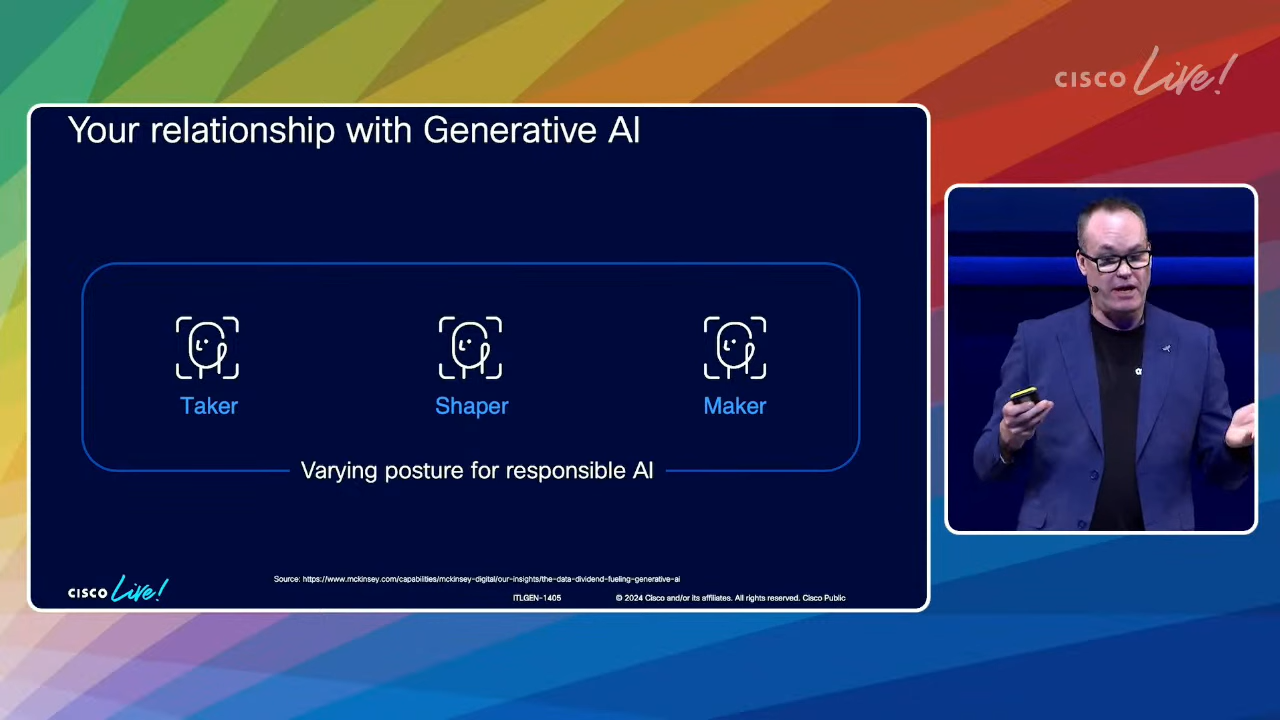 CISCO Live!
Your relationship with Generative AI
Taker
Shaper
Maker
Varying posture for responsible AI
Source: https://www.mckinsey.com/capabilities/mckinsey-digital/our-insights/the-data-dividend-fueling-generative-ai
CISCO Live!
ITLGEN-1405
© 2024 Cisco and/or its affiliates. All rights reserved. Cisco Public